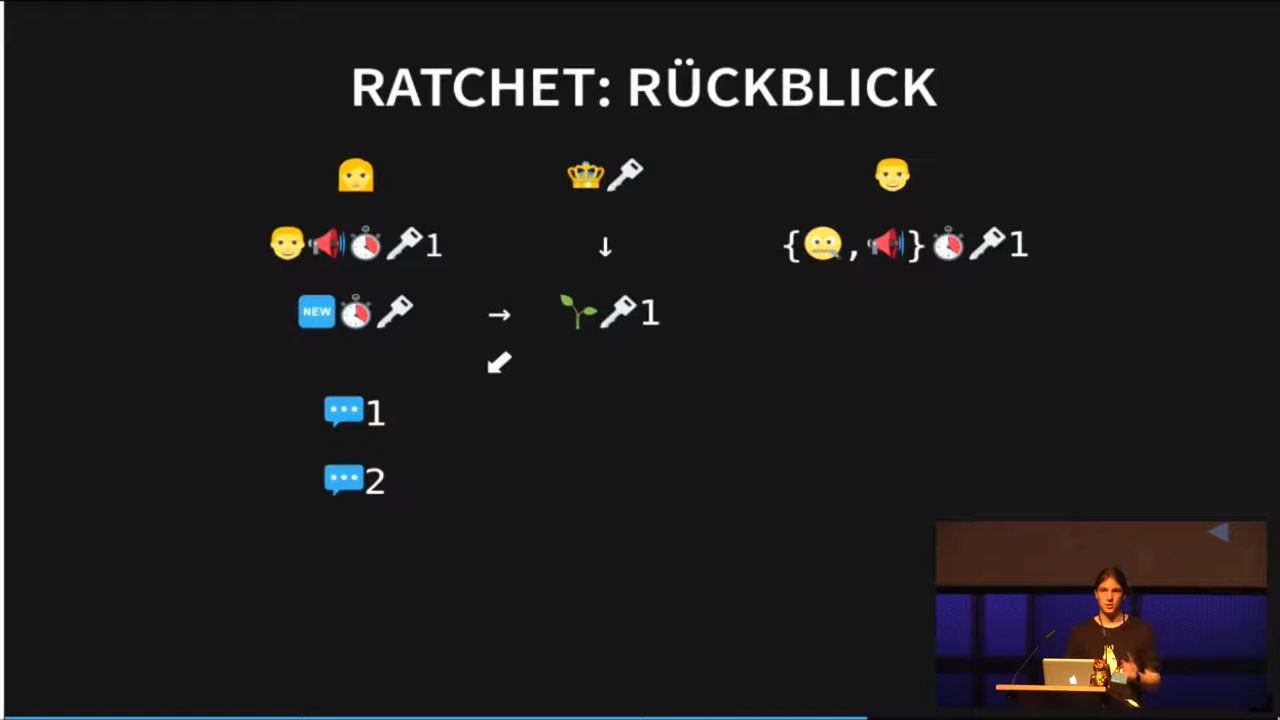 RATCHET: RÜCKBLICK
👩 👑🔑 👨
👨📣⏱🔑1 ↓ {🤐,📣}⏱🔑1
🆕⏱🔑 → 🌱🔑1
⬋
💬1
💬2